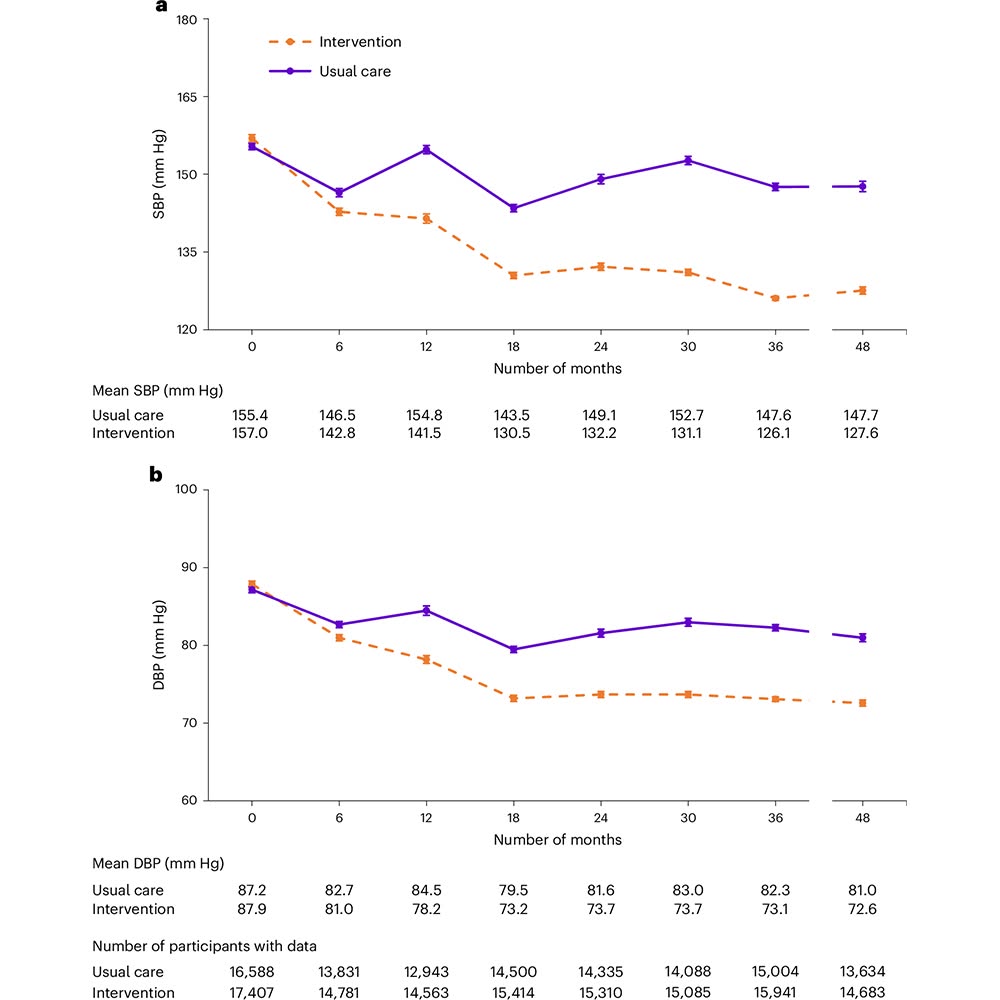 a
180
Intervention
Usual care
165
150
135
120
SBP (mm Hg)
0 6 12 18 24 30 36 48
Number of months
Mean SBP (mm Hg)
Usual care 155.4 146.5 154.8 143.5 149.1 152.7 147.6 147.7
Intervention 157.0 142.8 141.5 130.5 132.2 131.1 126.1 127.6
b
100
90
80
70
60
DBP (mm Hg)
0 6 12 18 24 30 36 48
Number of months
Mean DBP (mm Hg)
Usual care 87.2 82.7 84.5 79.5 81.6 83.0 82.3 81.0
Intervention 87.9 81.0 78.2 73.2 73.7 73.7 73.1 72.6
Number of participants with data
Usual care 16,588 13,831 12,943 14,500 14,335 14,088 15,004 13,634
Intervention 17,407 14,781 14,563 15,414 15,310 15,085 15,941 14,683